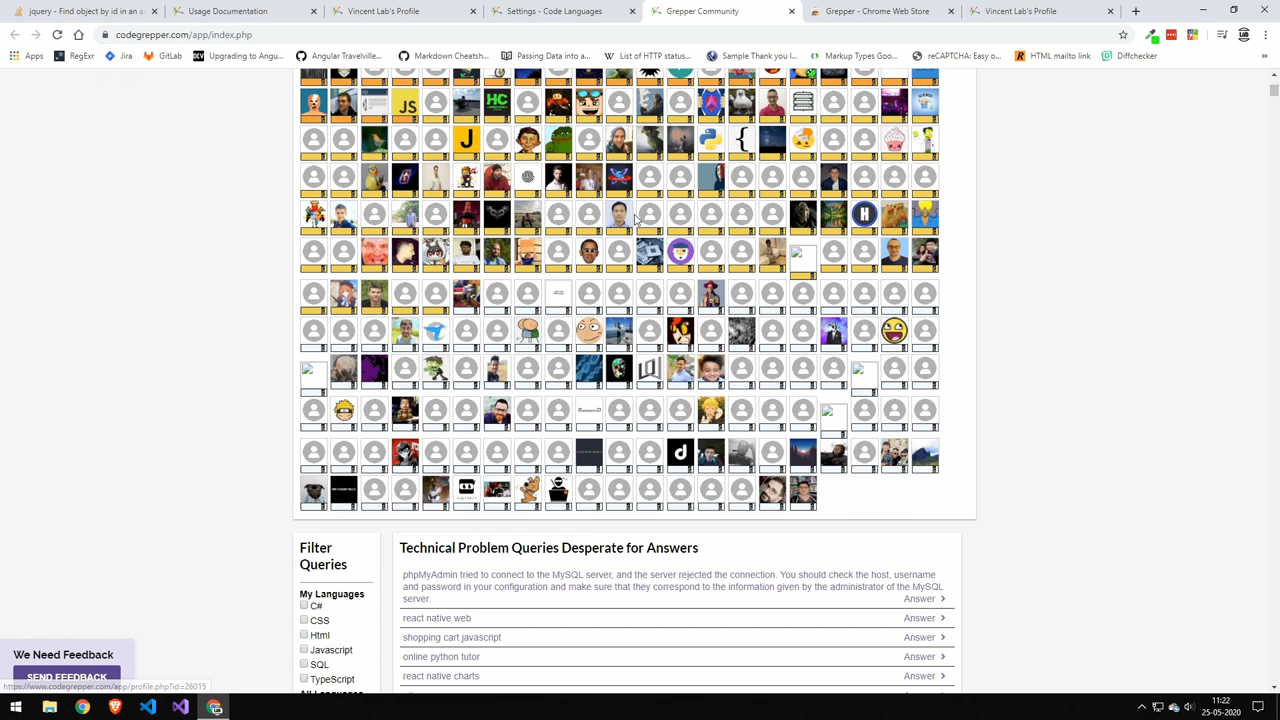 jquery - Find object by id in an a
Usage Documentation
Vincent Lab's Profile
Settings - Code Languages
Grepper Community
Grepper - Chrome Web Store
Vincent Lab's Profile
codegrepper.com/app/index.php
Apps
RegExr
Jira
GitLab
Upgrading to Angu...
Angular Travelville...
Markdown Cheatsh...
Passing Data into a...
List of HTTP status...
Sample Thank you l...
Markup Types Goo...
reCAPTCHA: Easy o...
HTML mailto link
Diffchecker
JS
HC
J
{
H
d
Filter
Queries
My Languages
C#
CSS
Html
Javascript
SQL
TypeScript
Technical Problem Queries Desperate for Answers
phpMyAdmin tried to connect to the MySQL server, and the server rejected the connection. You should check the host, username
and password in your configuration and make sure that they correspond to the information given by the administrator of the MySQL
server. Answer
react native web Answer
shopping cart javascript Answer
online python tutor Answer
react native charts Answer
We Need Feedback
SEND FEEDBACK
https://www.codegrepper.com/app/profile.php?id=26015
11:22
25-05-2020